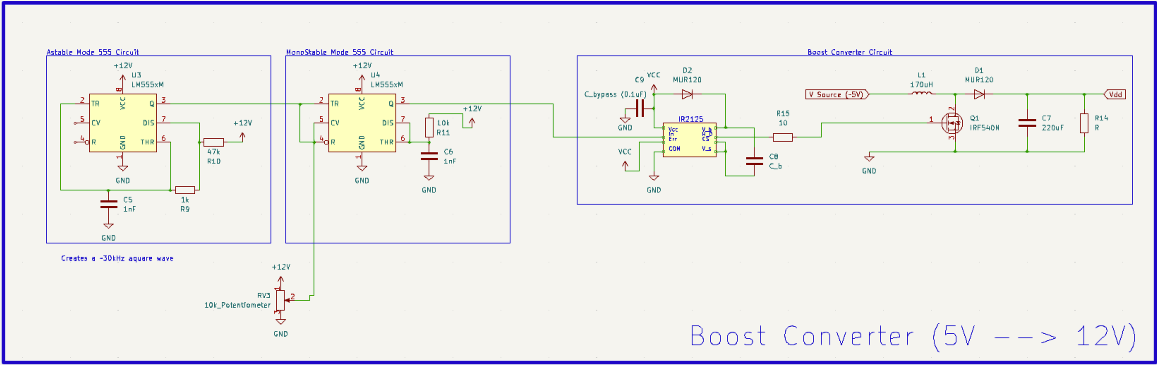 Astable Mode 555 Circuit
+12V
U3
LM555xM
2 TR
Q 3
5 CV
DIS 7
4 R
THR 6
VCC 8
GND 1
GND
+12V
47k
R10
1k
R9
C5
1nF
GND
Creates a ~30kHz aquare wave
MonoStable Mode 555 Circuit
+12V
U4
LM555xM
2 TR
Q 3
5 CV
DIS 7
4 R
THR 6
VCC 8
GND 1
GND
+12V
10k
R11
C6
1nF
GND
+12V
RV3
10k_Potentiometer
2
GND
Boost Converter Circuit
C9
VCC
C_bypass (0.1uF)
GND
D2
MUR120
IR2125
Vcc
Err
COM
V_b
CS
V_s
VCC
GND
C8
C_b
R15
10
V Source (~5V)
L1
170uH
D1
MUR120
Vdd
1
2
3
Q1
IRF540N
C7
220uF
R14
R
GND
Boost Converter (5V --> 12V)